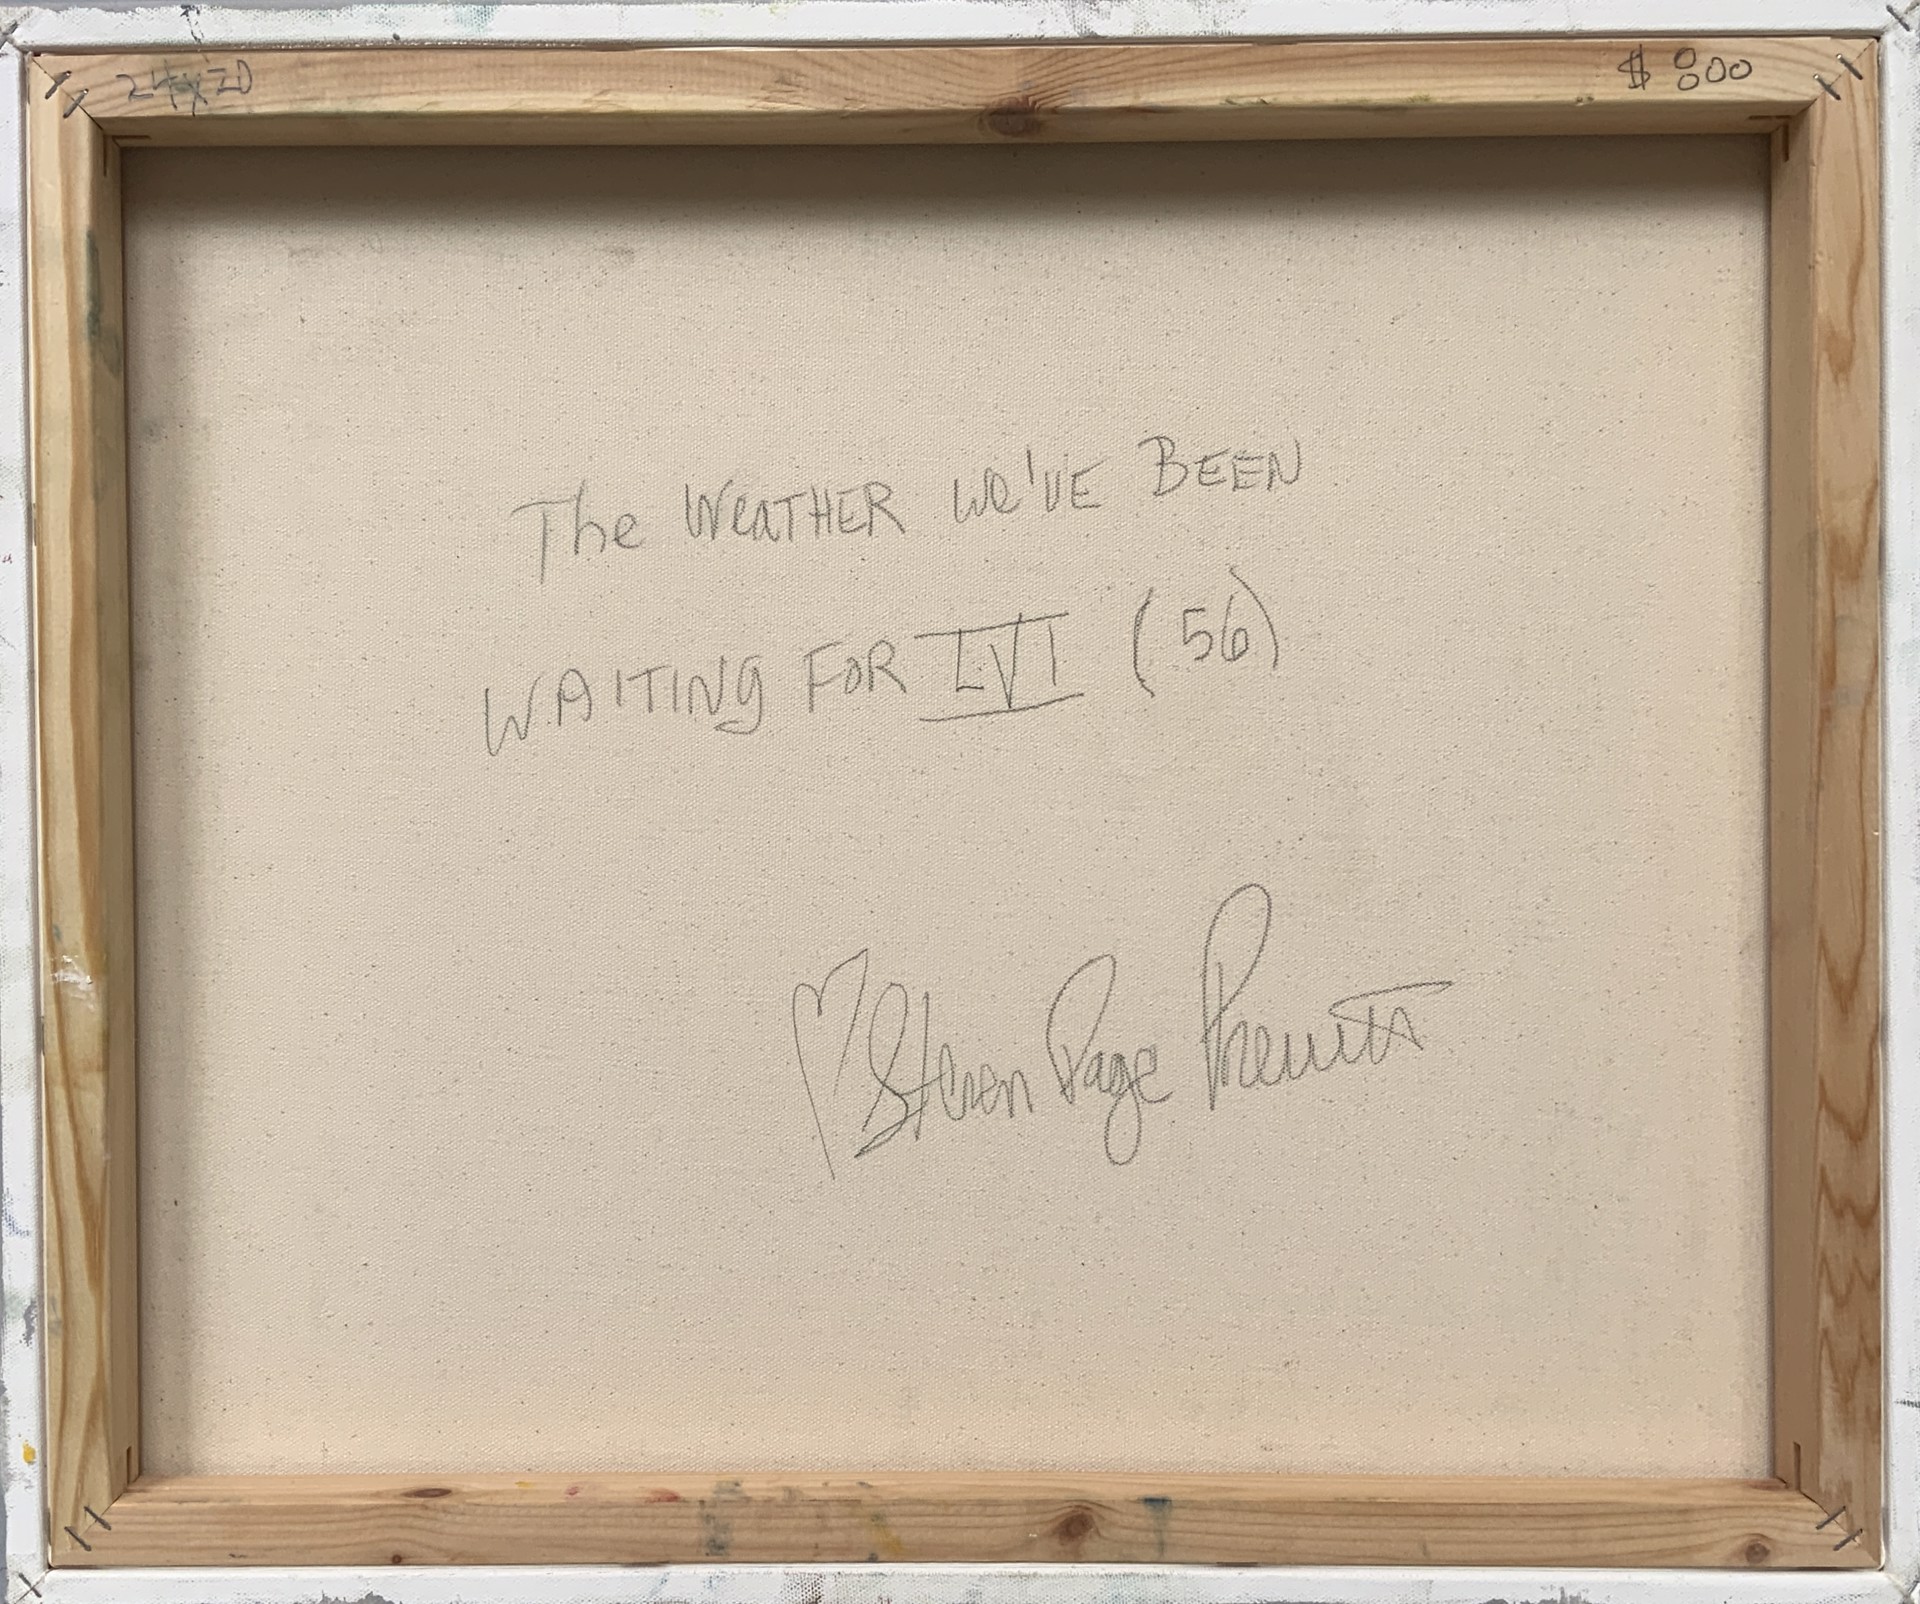 24x20
$ 800
The WeATHER We'VE BEEN
WAITING FOR LVI (56)
♡ Steven Page Prewitt